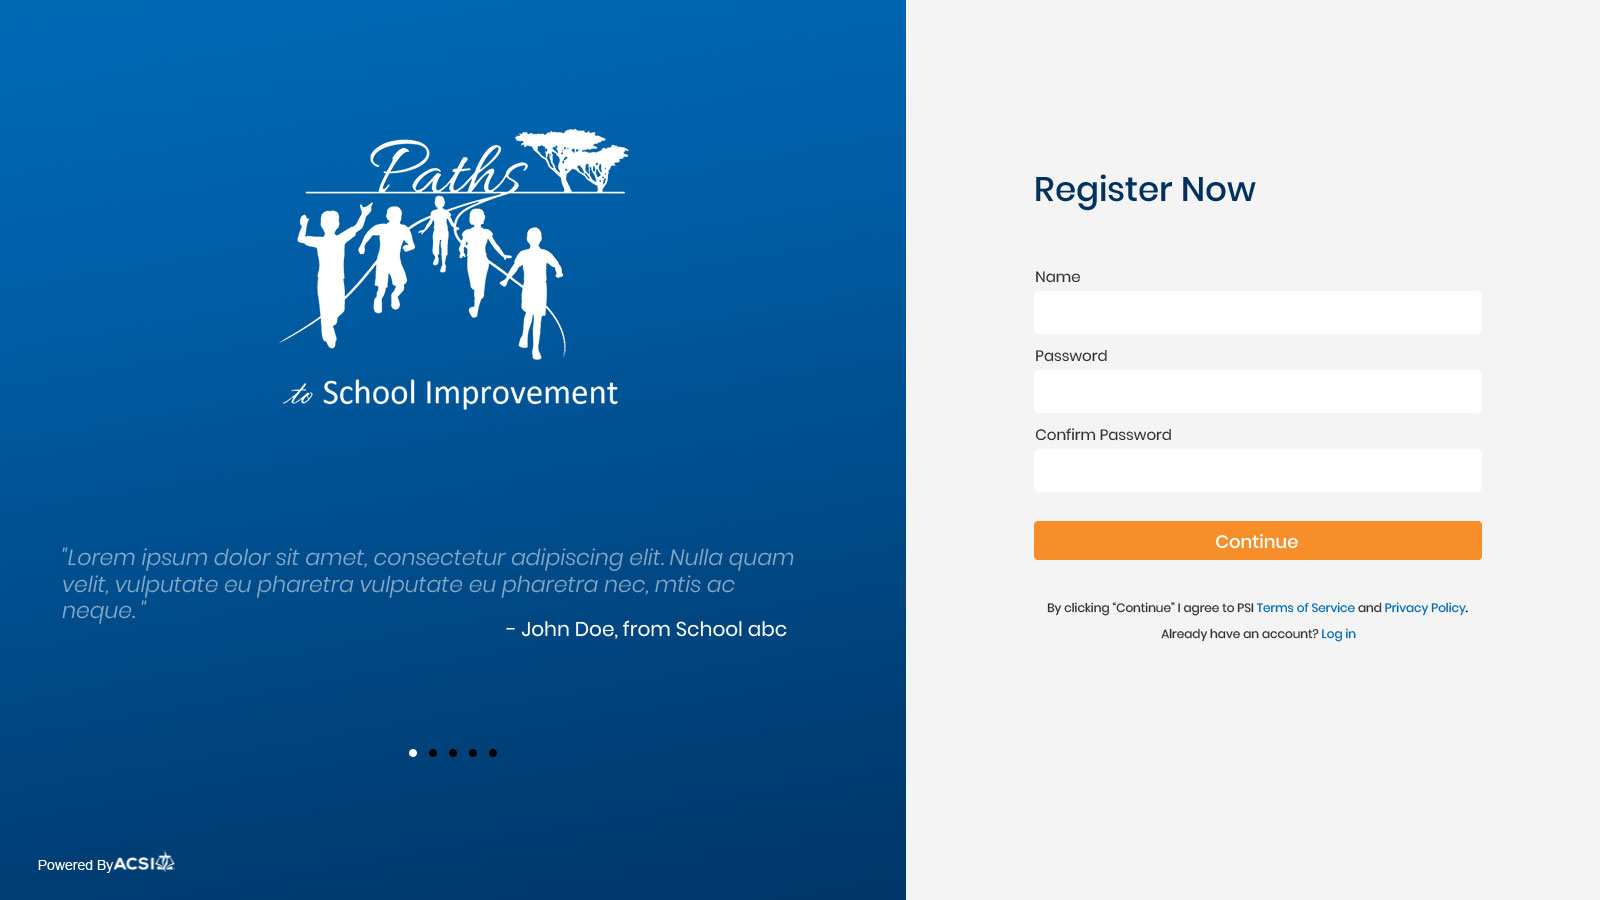 Paths
to School Improvement
"Lorem ipsum dolor sit amet, consectetur adipiscing elit. Nulla quam
velit, vulputate eu pharetra vulputate eu pharetra nec, mtis ac
neque. "
- John Doe, from School abc
Powered By ACSI
Register Now
Name
Password
Confirm Password
Continue
By clicking “Continue” I agree to PSI Terms of Service and Privacy Policy.
Already have an account? Log in